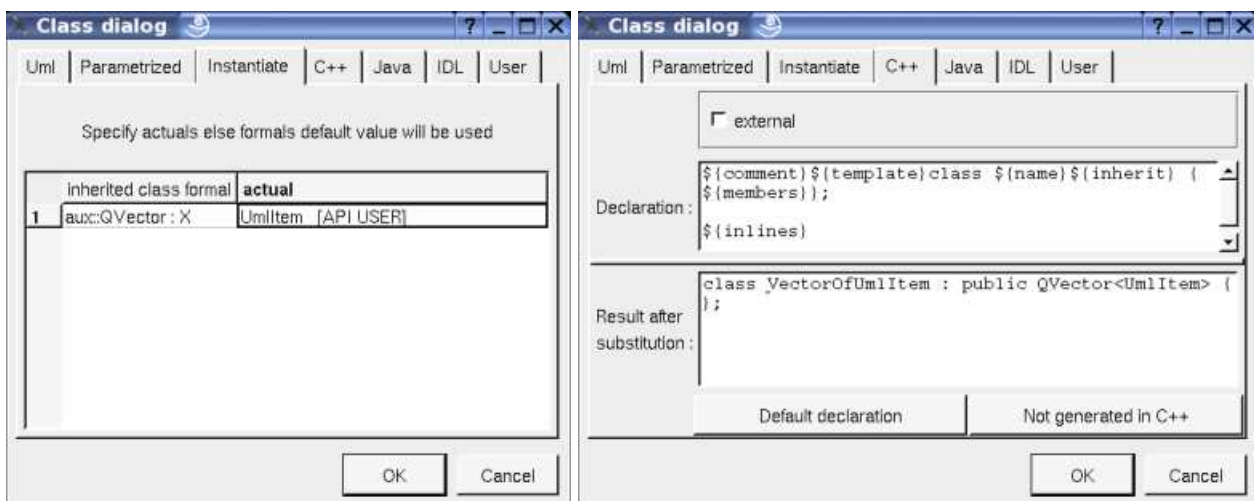 Class dialog
? _ □ X
Uml Parametrized Instantiate C++ Java IDL User
Specify actuals else formals default value will be used
inherited class formal actual
1 aux::QVector : X UmlItem [API USER]
OK Cancel
Class dialog
? _ □ X
Uml Parametrized Instantiate C++ Java IDL User
external
Declaration :
${comment}${template}class ${name}${inherit} {
${members}};
${inlines}
Result after
substitution :
class VectorOfUmlItem : public QVector<UmlItem> {
};
Default declaration Not generated in C++
OK Cancel